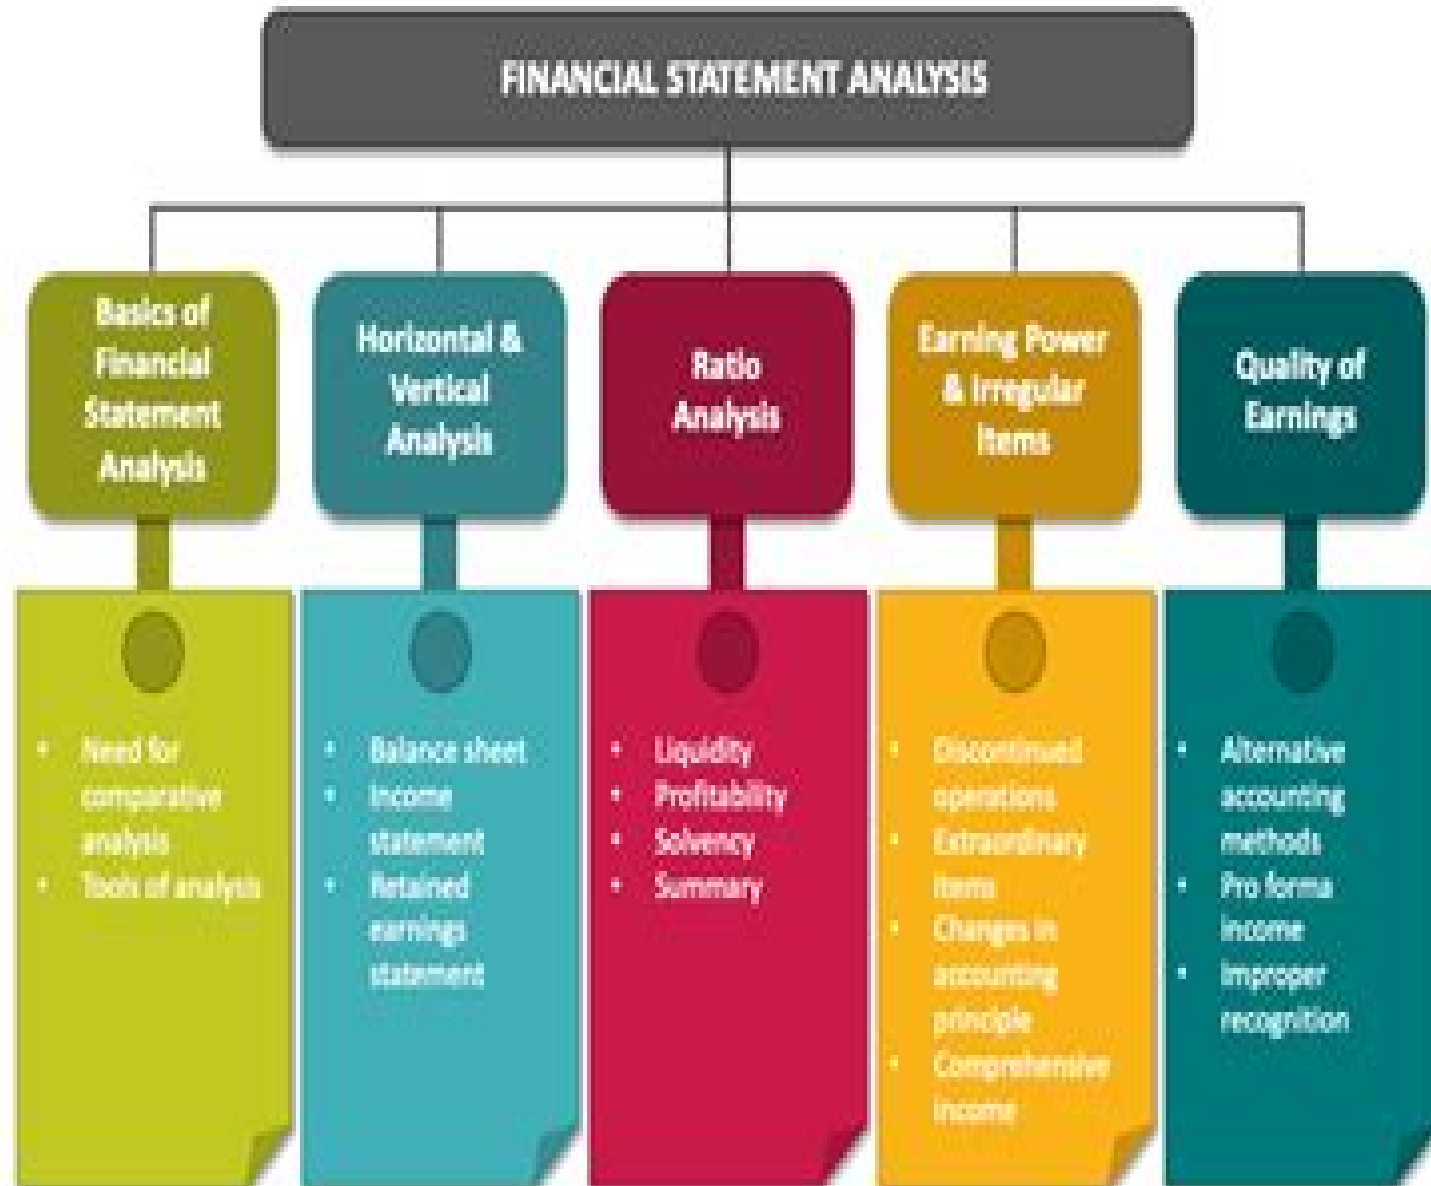 FINANCIAL STATEMENT ANALYSIS
Basics of
Financial
Statement
Analysis
Horizontal &
Vertical
Analysis
Ratio
Analysis
Earning Power
& Irregular
Items
Quality of
Earnings
• Need for
comparative
analysis
• Tools of analysis
• Balance sheet
• Income
statement
• Retained
earnings
statement
• Liquidity
• Profitability
• Solvency
• Summary
• Discontinued
operations
• Extraordinary
items
• Changes in
accounting
principle
• Comprehensive
income
• Alternative
accounting
methods
• Pro forma
income
• Improper
recognition